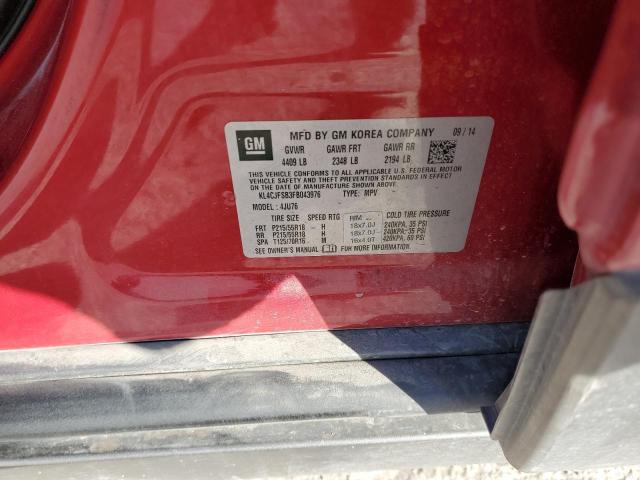 GM
MFD BY GM KOREA COMPANY 09/14
GVWR GAWR FRT GAWR RR
4409 LB 2348 LB 2194 LB
THIS VEHICLE CONFORMS TO ALL APPLICABLE U.S. FEDERAL MOTOR
VEHICLE SAFETY, BUMPER, AND THEFT PREVENTION STANDARDS IN
EFFECT ON THE DATE OF MANUFACTURE SHOWN ABOVE.
KL4CJFSB3FB043976 TYPE: MPV
MODEL: 4JU76
TIRE SIZE SPEED RTG RIM COLD TIRE PRESSURE
FRT P215/55R18 H 18x7.0J 240KPA, 35 PSI
RR P215/55R18 H 18x7.0J 240KPA, 35 PSI
SPA T125/70R16 M 16x4.0T 420KPA, 60 PSI
SEE OWNER'S MANUAL FOR MORE INFORMATION.